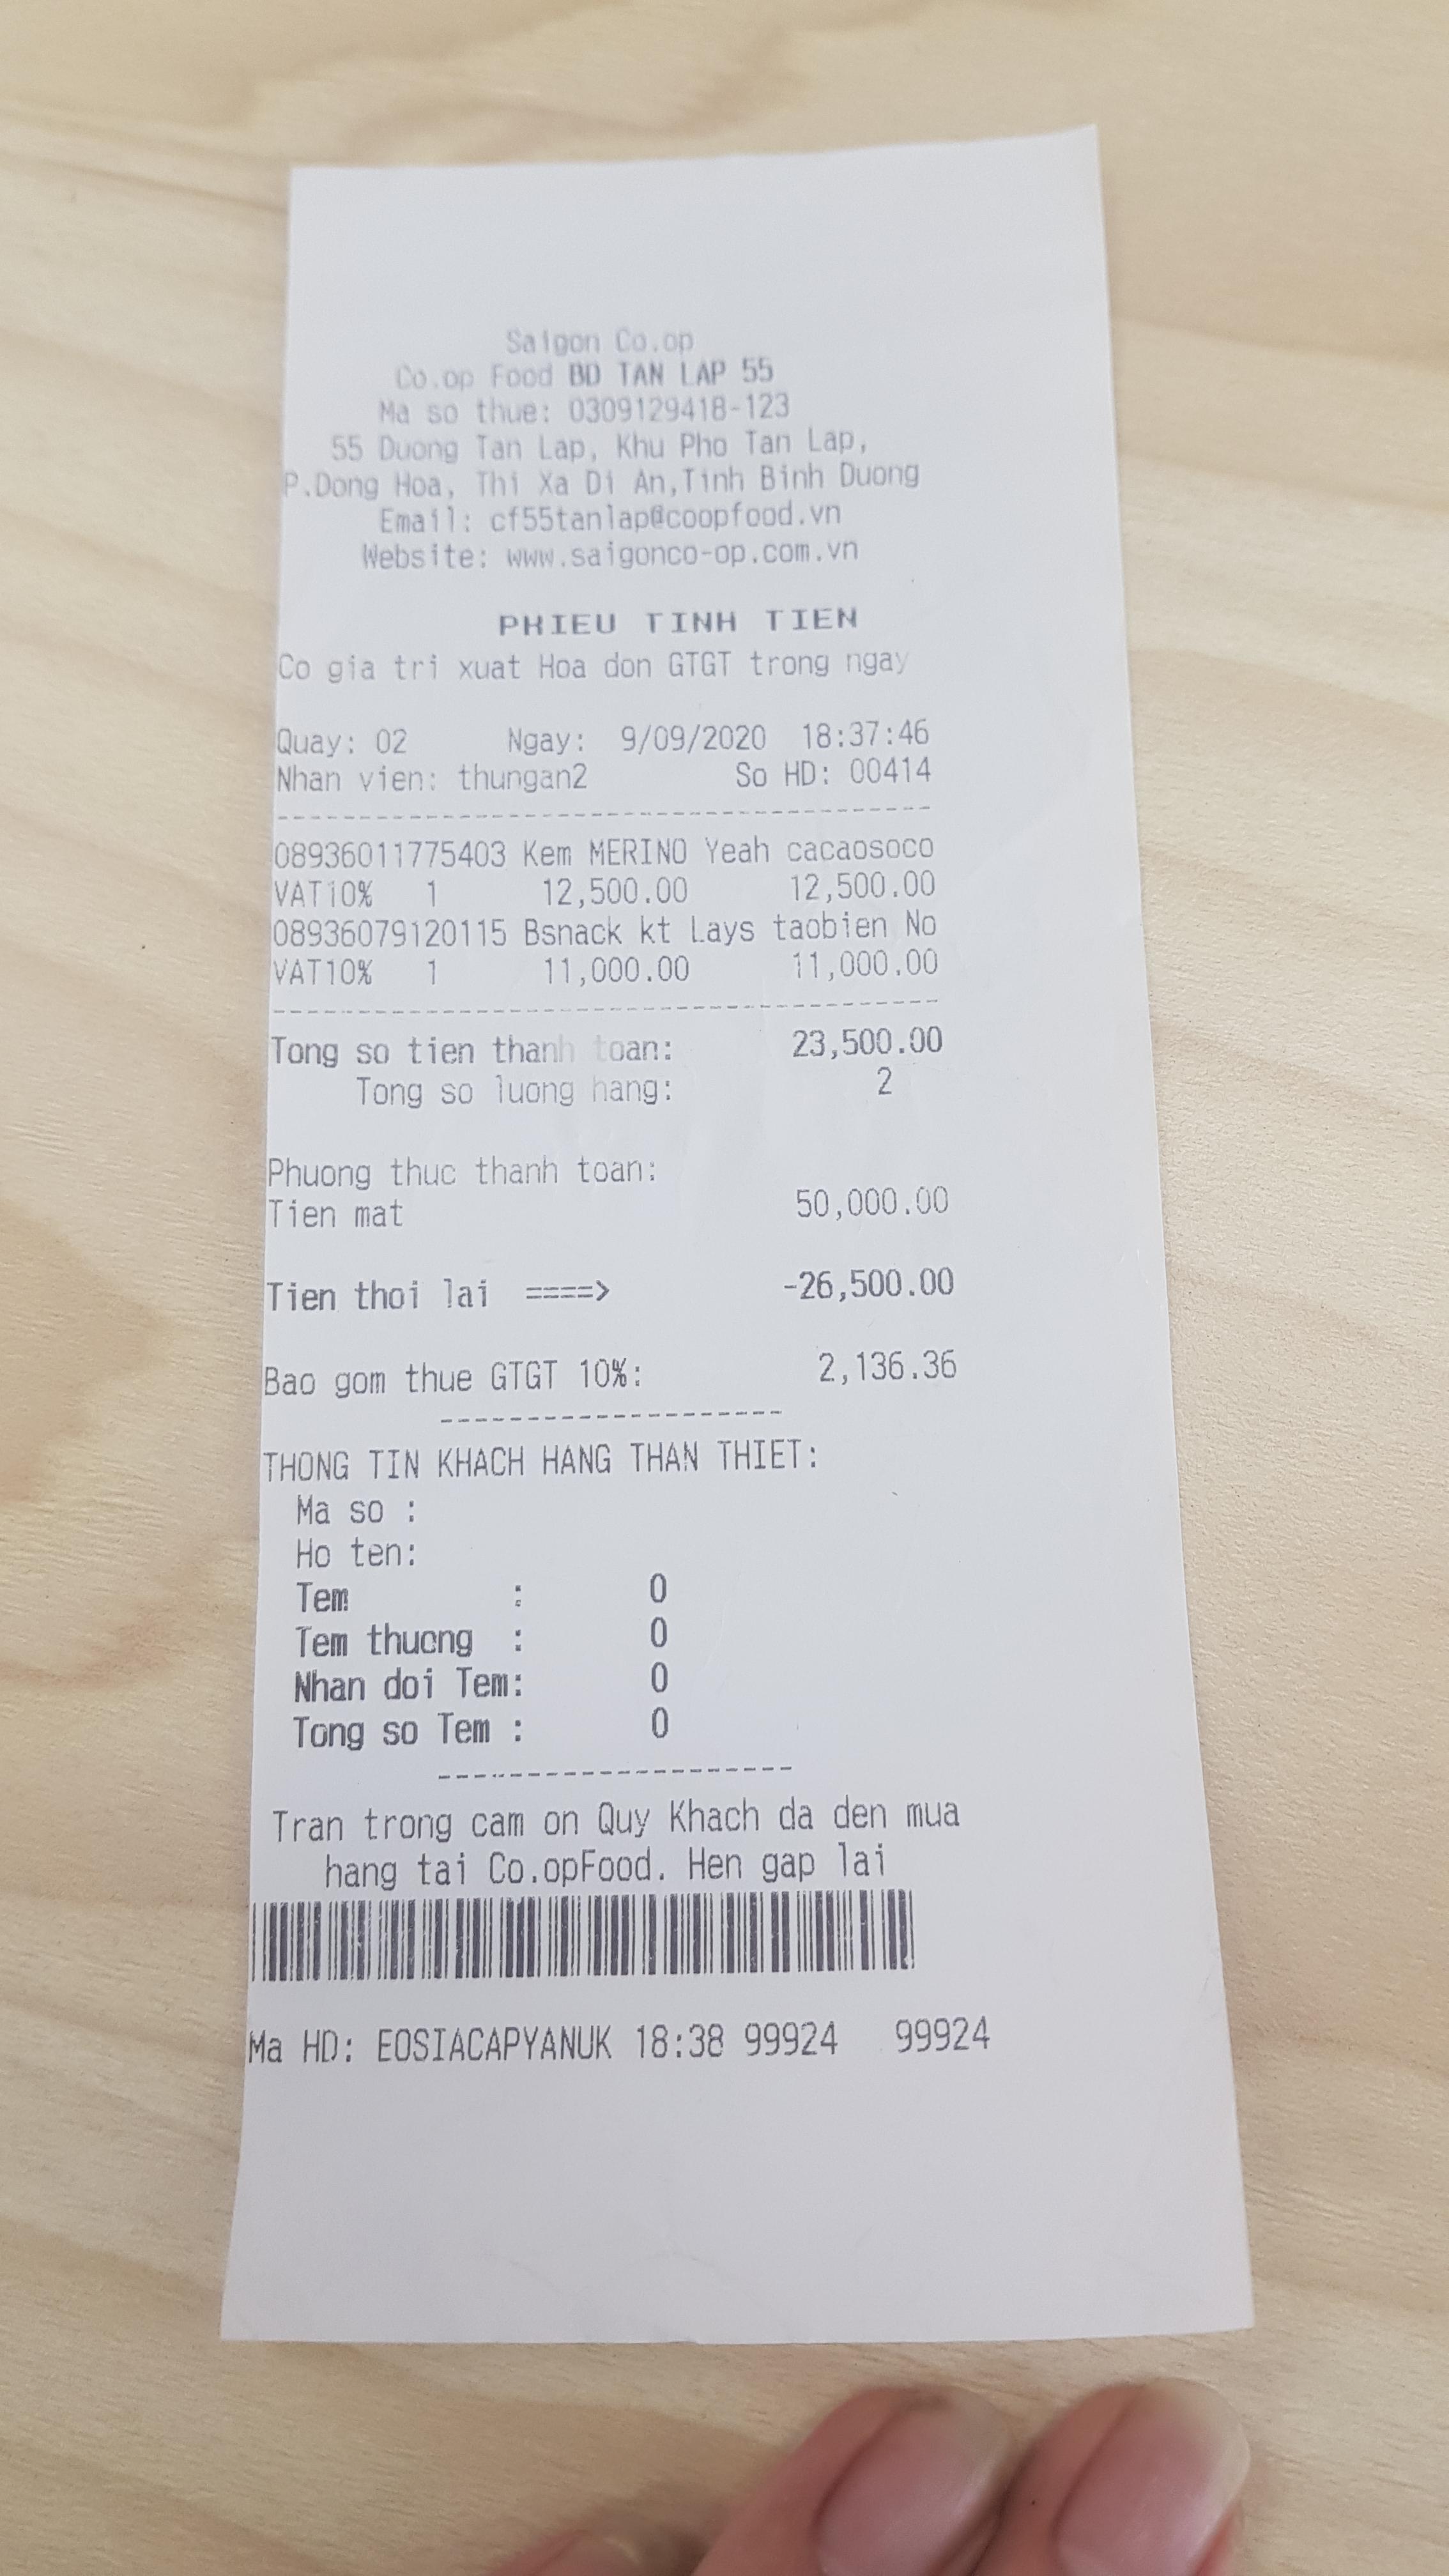 Saigon Co.op
Co.op Food BD TAN LAP 55
Ma so thue: 0309129418-123
55 Duong Tan Lap, Khu Pho Tan Lap,
P.Dong Hoa, Thi Xa Di An,Tinh Binh Duong
Email: cf55tanlap@coopfood.vn
Website: www.saigonco-op.com.vn
PHIEU TINH TIEN
Co gia tri xuat Hoa don GTGT trong ngay
Quay: 02 Ngay: 9/09/2020 18:37:46
Nhan vien: thungan2 So HD: 00414
08936011775403 Kem MERINO Yeah cacaosoco
VAT10% 1 12,500.00 12,500.00
08936079120115 Bsnack kt Lays taobien No
VAT10% 1 11,000.00 11,000.00
Tong so tien thanh toan: 23,500.00
Tong so luong hang: 2
Phuong thuc thanh toan:
Tien mat 50,000.00
Tien thoi lai ====> -26,500.00
Bao gom thue GTGT 10%: 2,136.36
THONG TIN KHACH HANG THAN THIET:
Ma so :
Ho ten:
Tem : 0
Tem thuong : 0
Nhan doi Tem: 0
Tong so Tem : 0
Tran trong cam on Quy Khach da den mua
hang tai Co.opFood. Hen gap lai
Ma HD: EOSIACAPYANUK 18:38 99924 99924